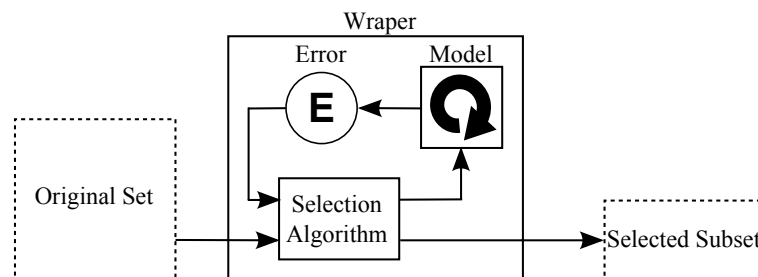 Wraper
Error
Model
E
Original Set
Selection
Algorithm
Selected Subset